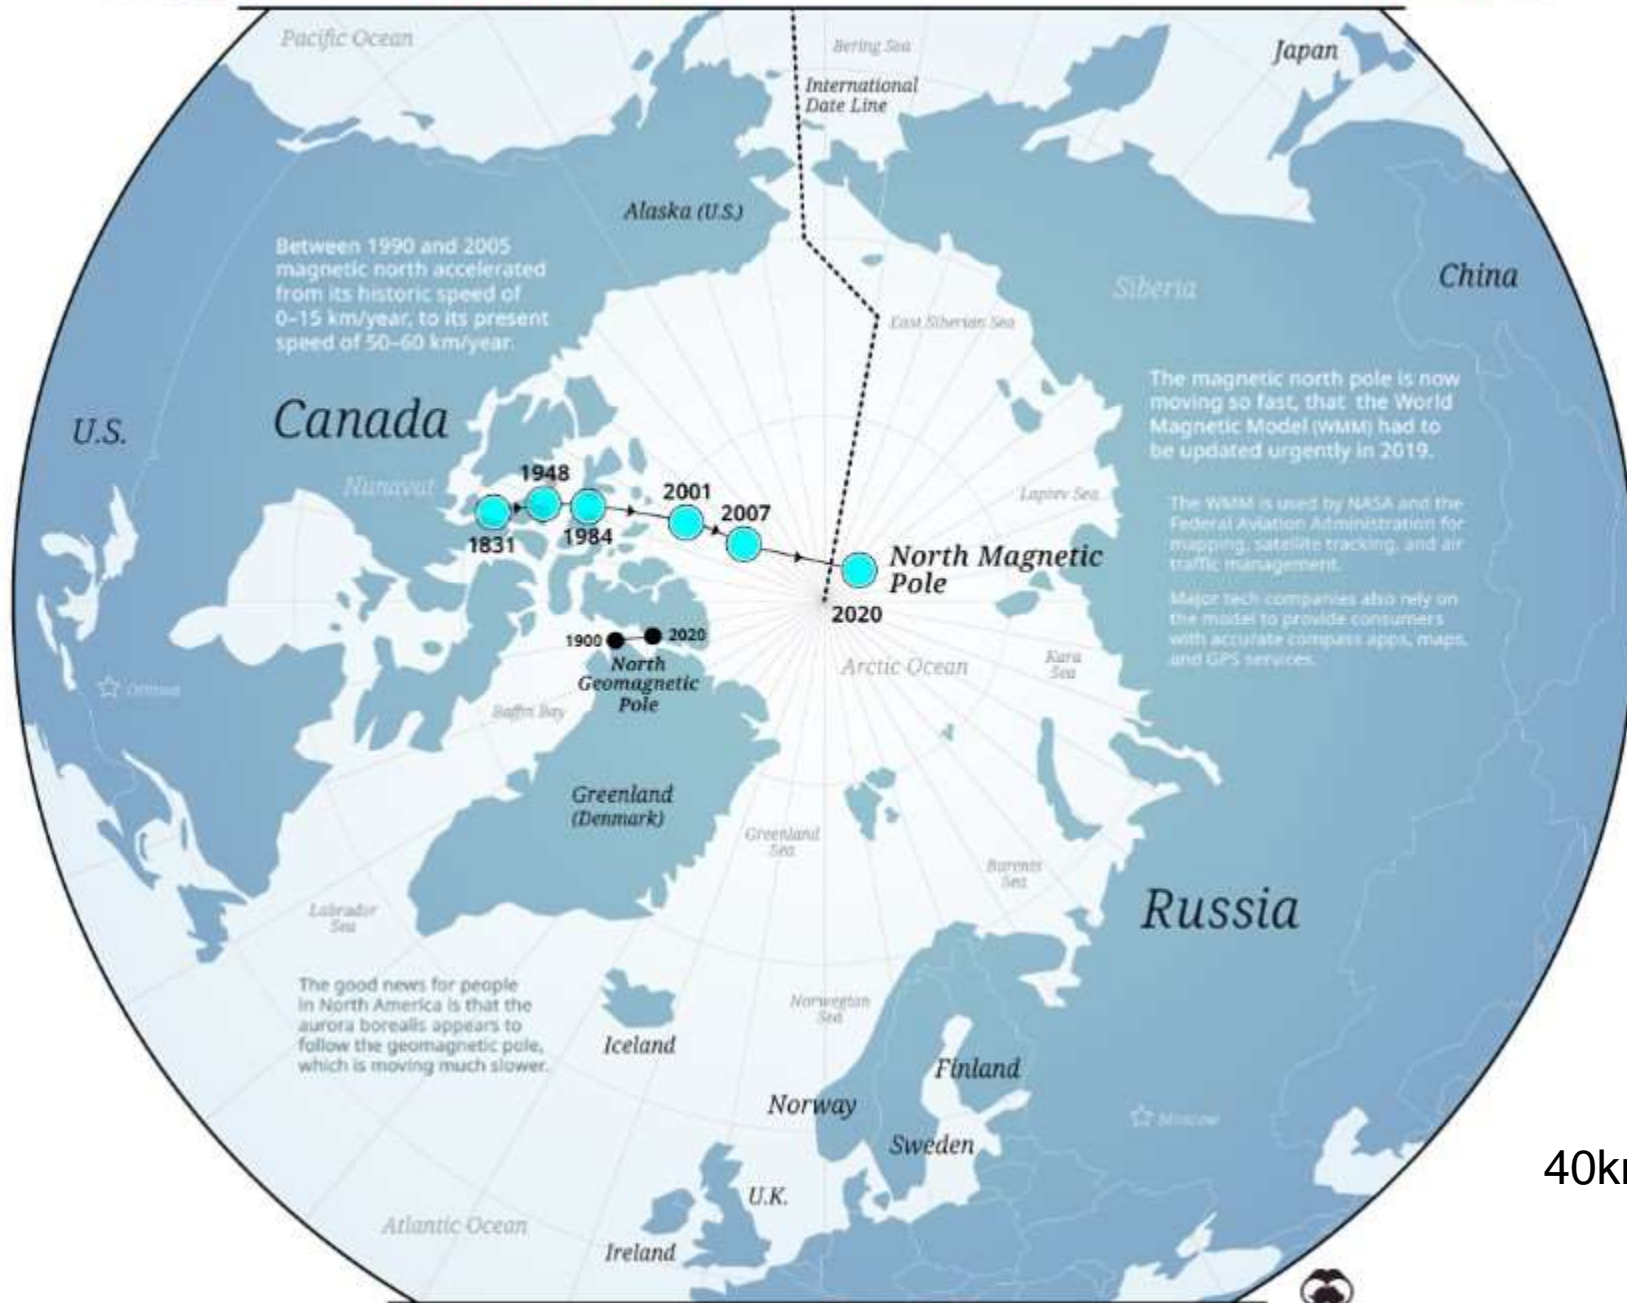 Pacific Ocean
Bering Sea
Japan
International
Date Line
Alaska (U.S.)
Between 1990 and 2005
magnetic north accelerated
from its historic speed of
0–15 km/year, to its present
speed of 50–60 km/year.
Siberia
China
East Siberian Sea
The magnetic north pole is now
moving so fast, that the World
Magnetic Model (WMM) had to
be updated urgently in 2019.
Canada
U.S.
Nunavut
1948
2001
2007
1831
1984
Laptev Sea
The WMM is used by NASA and the
Federal Aviation Administration for
mapping, satellite tracking, and air
traffic management.
North Magnetic
Pole
2020
Major tech companies also rely on
the model to provide consumers
with accurate compass apps, maps,
and GPS services.
1900
2020
North
Geomagnetic
Pole
Arctic Ocean
Kara
Sea
Ottawa
Baffin Bay
Greenland
(Denmark)
Greenland
Sea
Barents
Sea
Russia
Labrador
Sea
The good news for people
in North America is that the
aurora borealis appears to
follow the geomagnetic pole,
which is moving much slower.
Norwegian
Sea
Iceland
Finland
Norway
Moscow
Sweden
40k
U.K.
Atlantic Ocean
Ireland